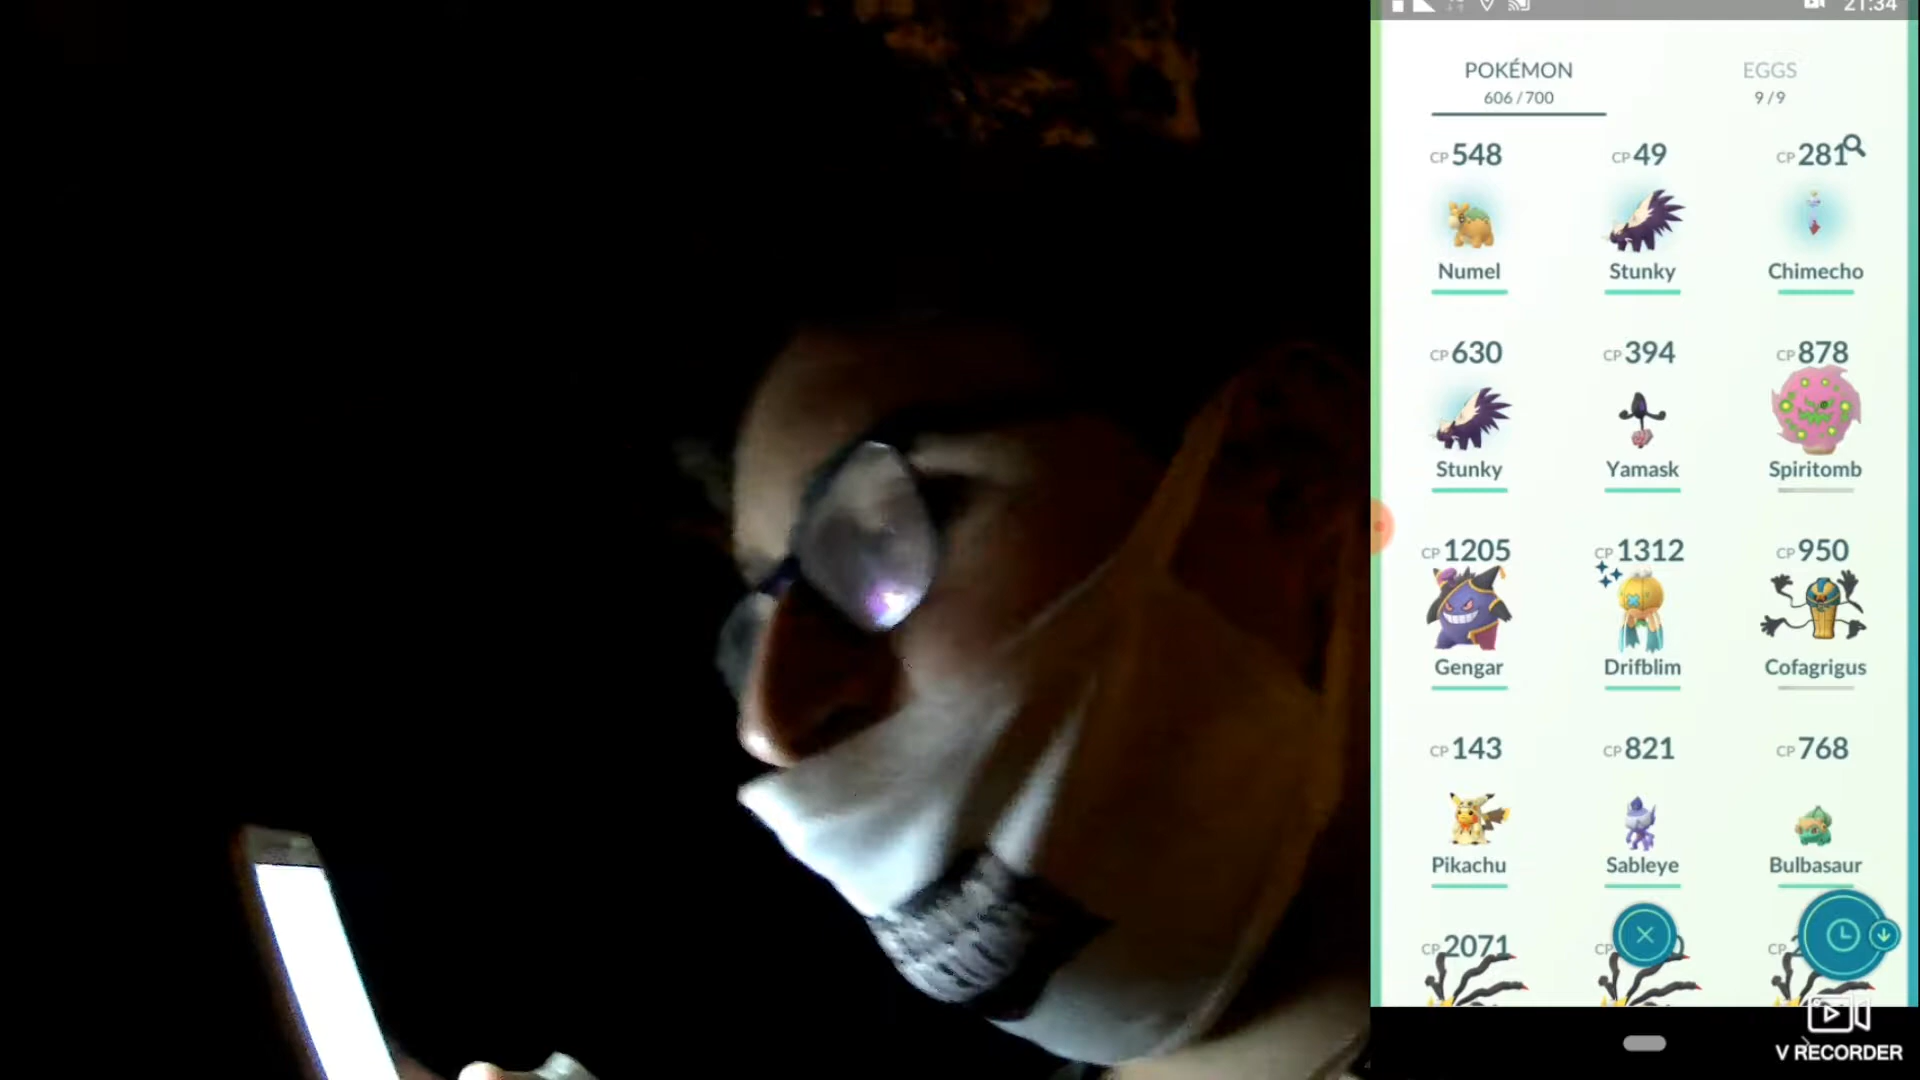 21:34
POKÉMON
606 / 700
EGGS
9 / 9
CP 548
CP 49
CP 281
Numel
Stunky
Chimecho
CP 630
CP 394
CP 878
Stunky
Yamask
Spiritomb
CP 1205
CP 1312
CP 950
Gengar
Drifblim
Cofagrigus
CP 143
CP 821
CP 768
Pikachu
Sableye
Bulbasaur
CP 2071
CP
CP
V RECORDER